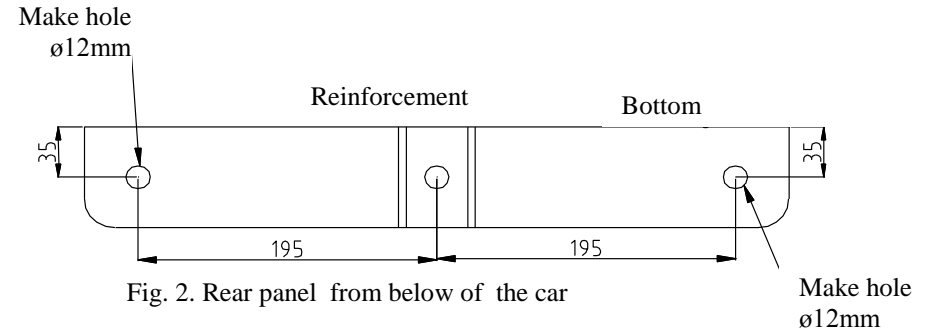 Make hole
ø12mm
Reinforcement
Bottom
35
35
195
195
Fig. 2. Rear panel from below of the car
Make hole
ø12mm